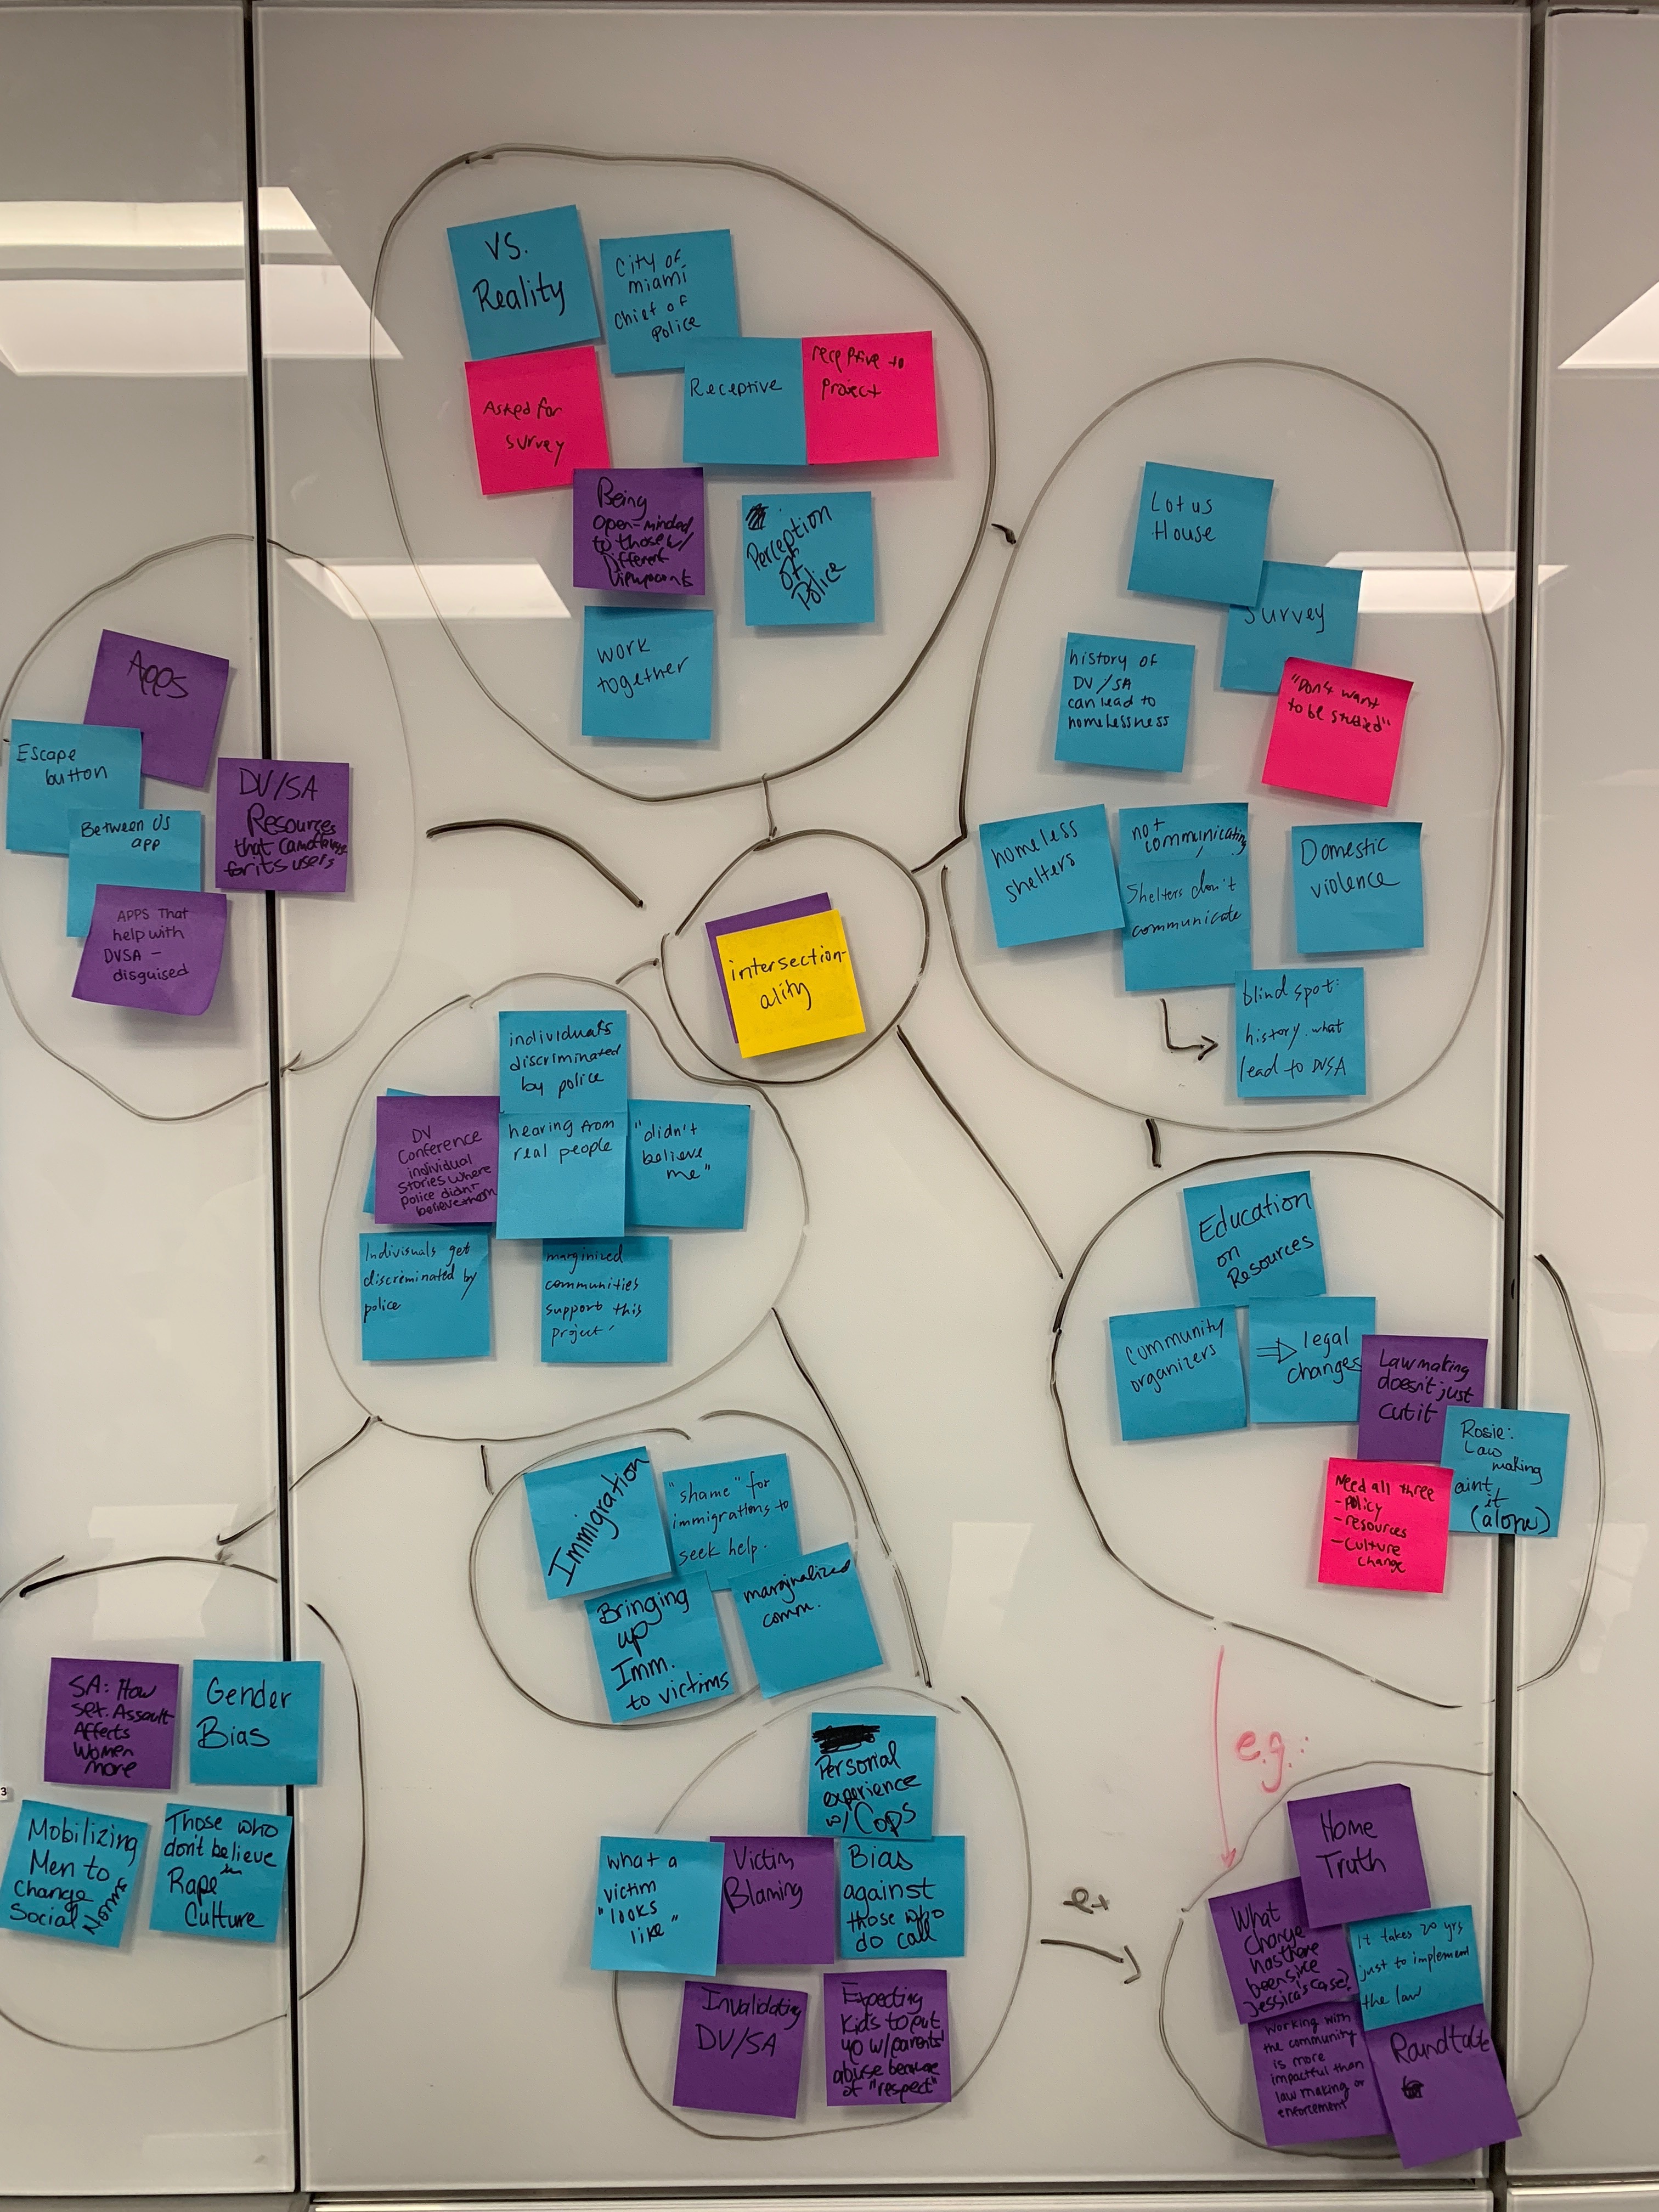 VS.
Reality
City of
miami
chief of
police
Asked for
survey
Receptive
receptive to
project
Being
open-minded
to those w/
Different
Viewpoints
Perception
of
Police
work
together
Lotus
House
Survey
history of
DV/SA
can lead to
homelessness
"Don't want
to be studied"
homeless
shelters
not
communicating
Shelters don't
communicate
Domestic
violence
blind spot:
history. what
lead to DVSA
Apps
Escape
button
Between Us
app
DV/SA
Resources
that camoflauge
for its users
APPS That
help with
DVSA –
disguised
intersection-
ality
individuals
discriminated
by police
DV
Conference
individual
stories where
police didn't
believe them
hearing from
real people
"didn't
believe
me"
Indivisuals get
discriminated by
police
marginized
communities
support this
project.
Education
on
Resources
Community
organizers
⇒ legal
changes
Lawmaking
doesn't just
cut it
Rosie:
Law
making
aint
it
(alone)
Need all three
- Policy
- resources
- Culture
change
Immigration
"shame" for
immigrations to
seek help.
Bringing
up
Imm.
to victims
marginalized
comm.
SA: How
sex. Assault
Affects
Women
more
Gender
Bias
3
Mobilizing
Men to
Change
Social Norms
Those who
don't believe
in
Rape
Culture
Personal
experience
w/ Cops
what a
victim
"looks
like"
Victim
Blaming
Bias
against
those who
do call
Invalidating
DV/SA
Expecting
Kids to put
up w/ parents'
abuse because
of "respect"
ex
e.g.:
Home
Truth
What
change
has there
been since
Jessica's case?
It takes 20 yrs
just to implement
the law
Working with
the community
is more
impactful than
law making or
enforcement
Roundtable